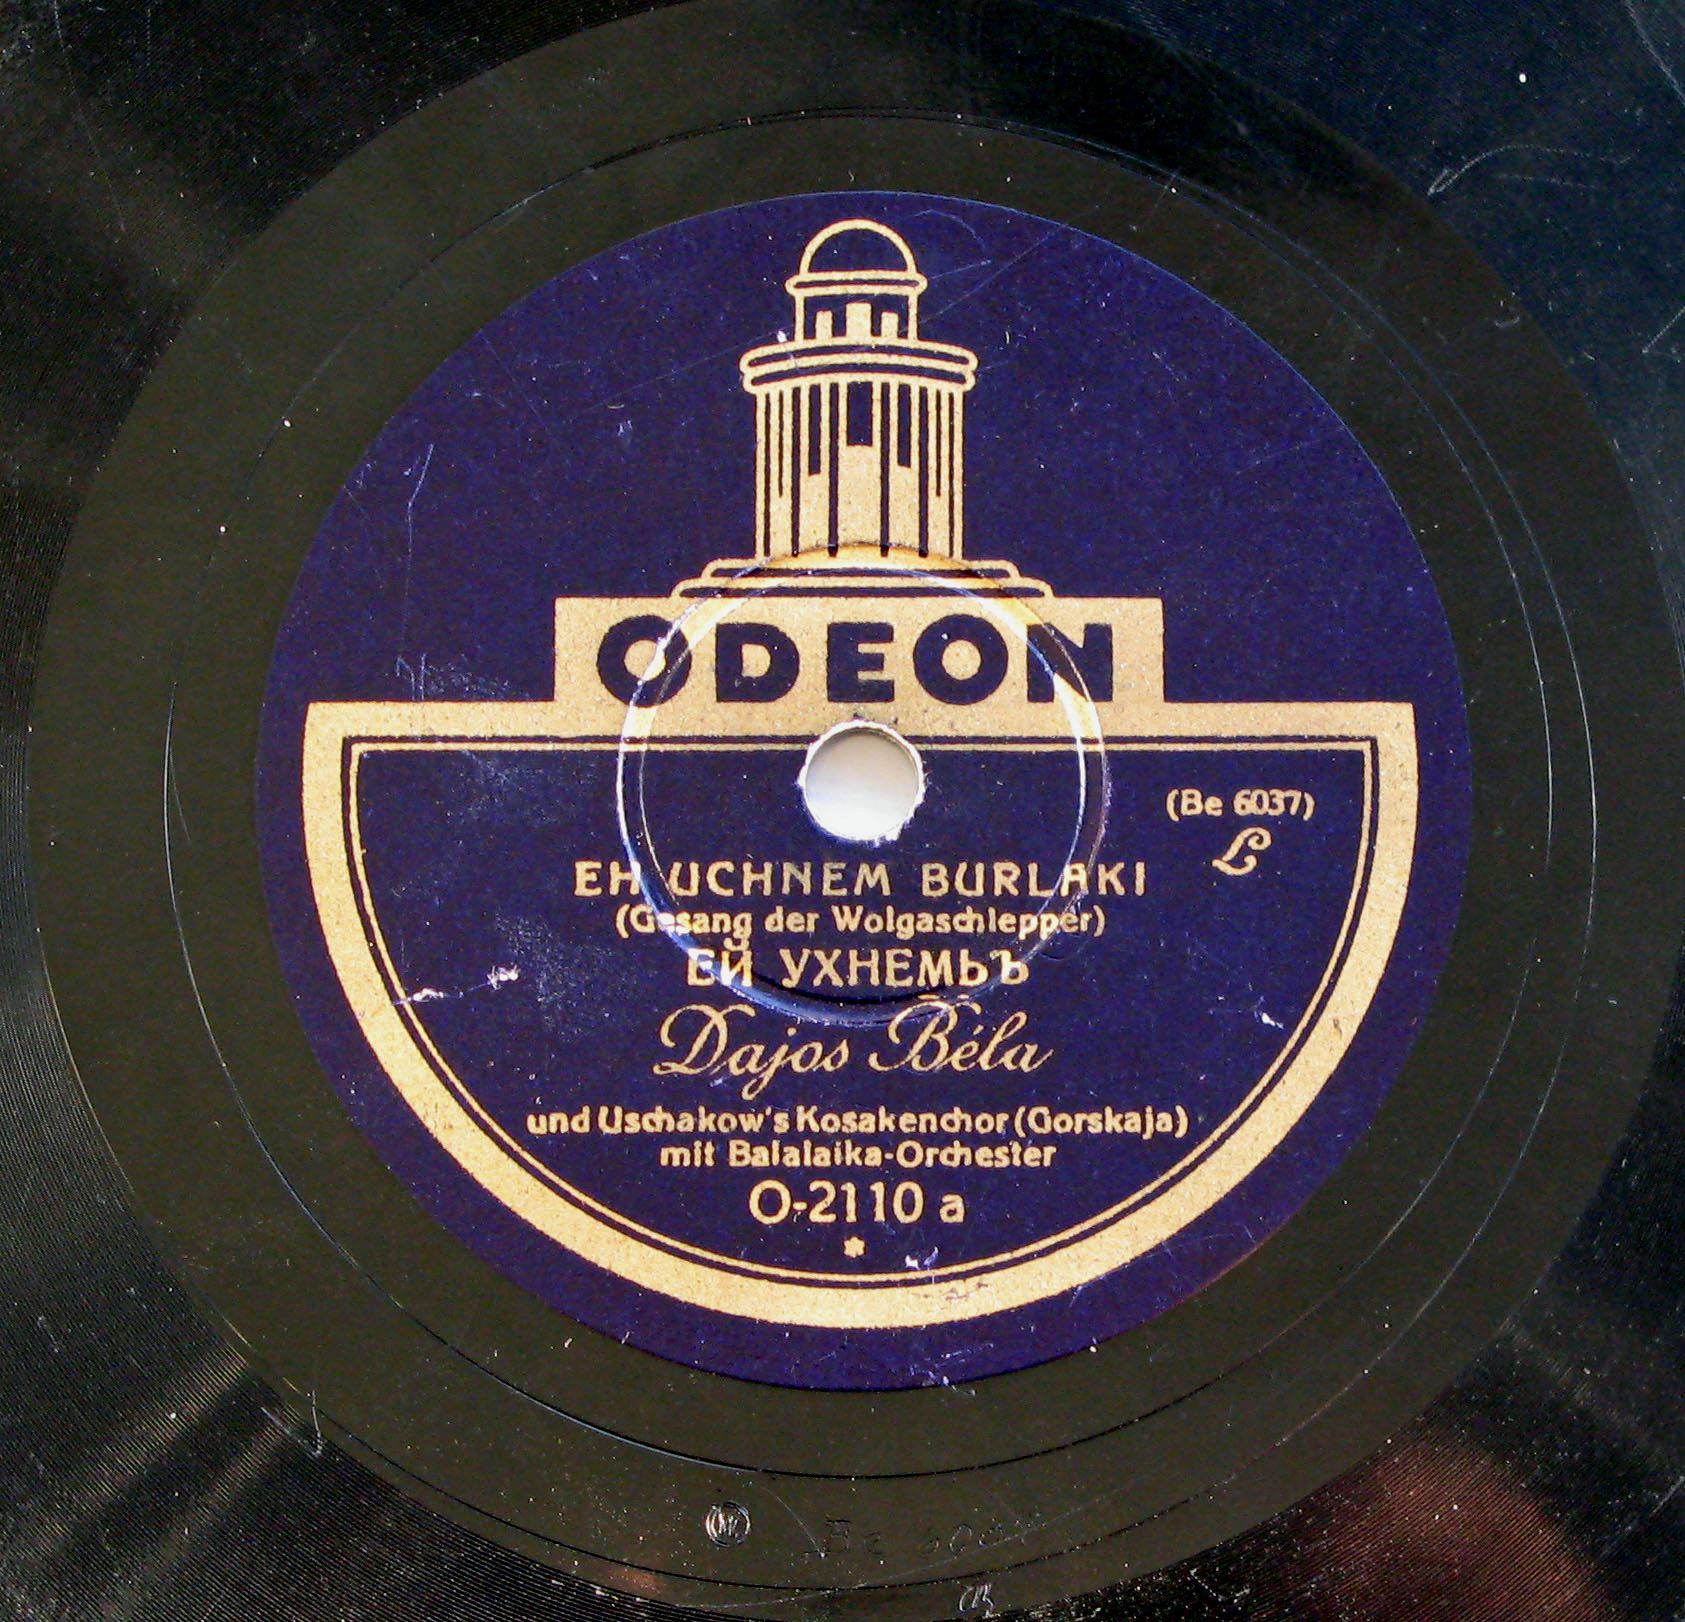 ODEON
(Be 6037)
L
EH UCHNEM BURLAKI
(Gesang der Wolgaschlepper)
ЕЙ УХНЕМЬЪ
Dajos Béla
und Uschakow's Kosakenchor (Gorskaja)
mit Balalaika-Orchester
O-2110 a
*